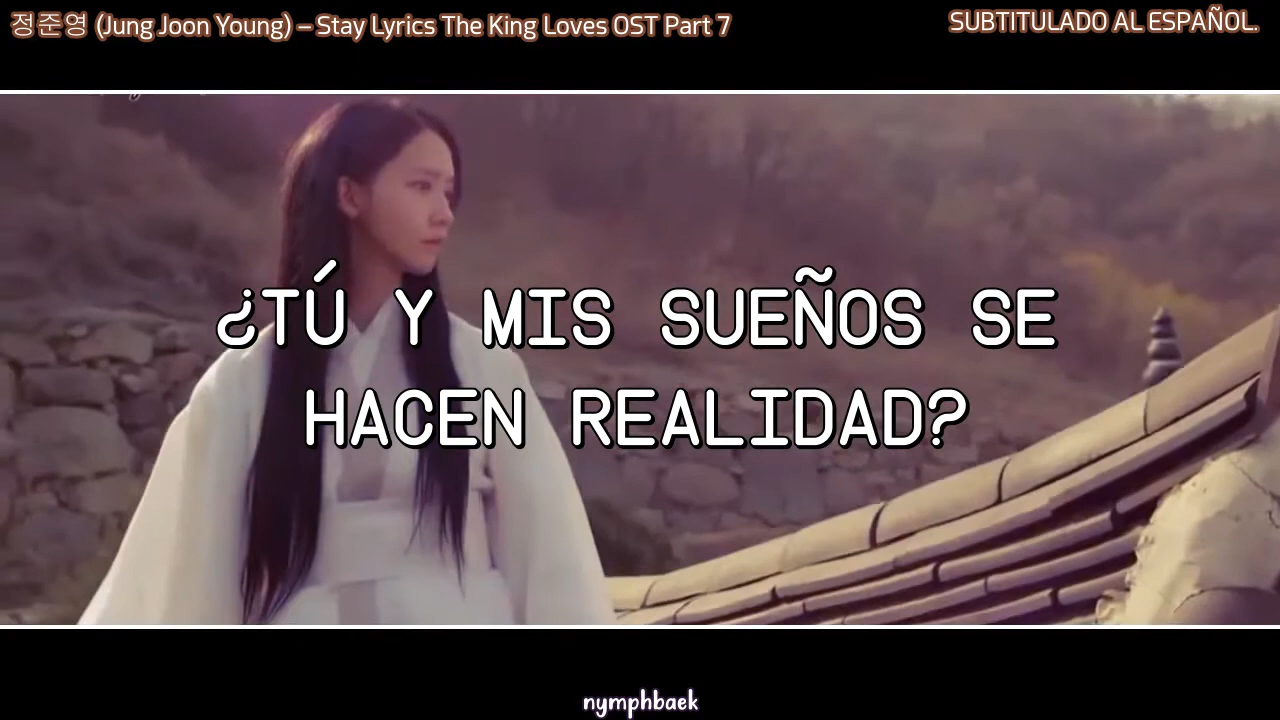 정준영 (Jung Joon Young) – Stay Lyrics The King Loves OST Part 7
SUBTITULADO AL ESPAÑOL.
¿TÚ Y MIS SUEÑOS SE
HACEN REALIDAD?
nymphbaek